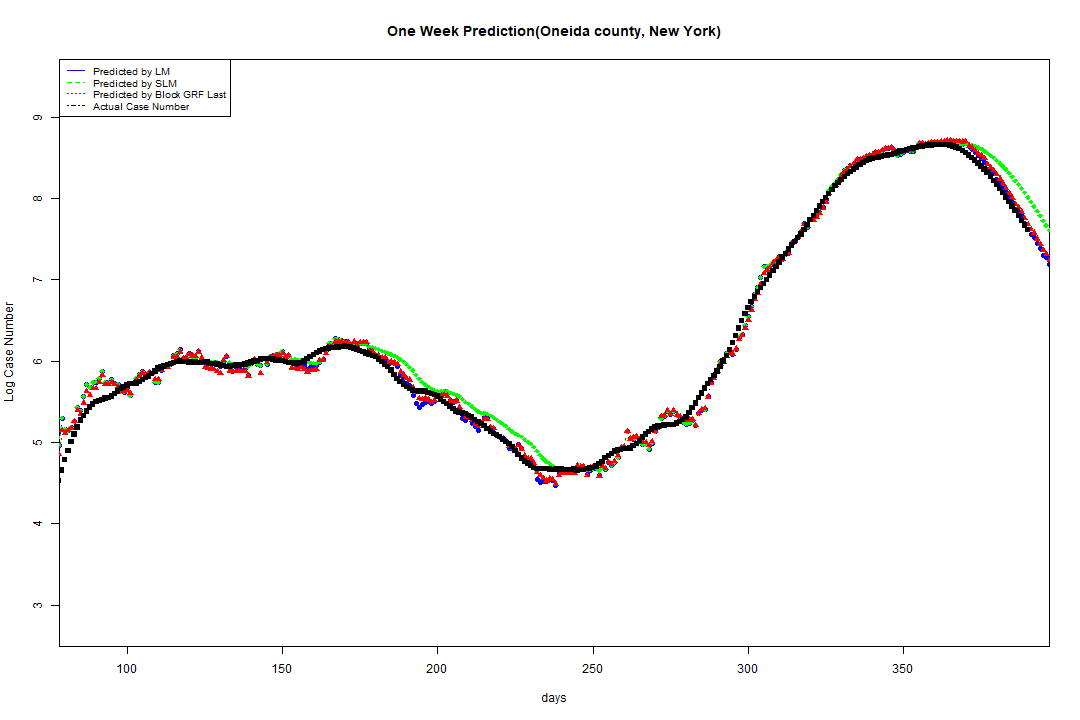 One Week Prediction(Oneida county, New York)
Predicted by LM
Predicted by SLM
Predicted by Block GRF Last
Actual Case Number
9
8
7
6
5
4
3
Log Case Number
100 150 200 250 300 350
days